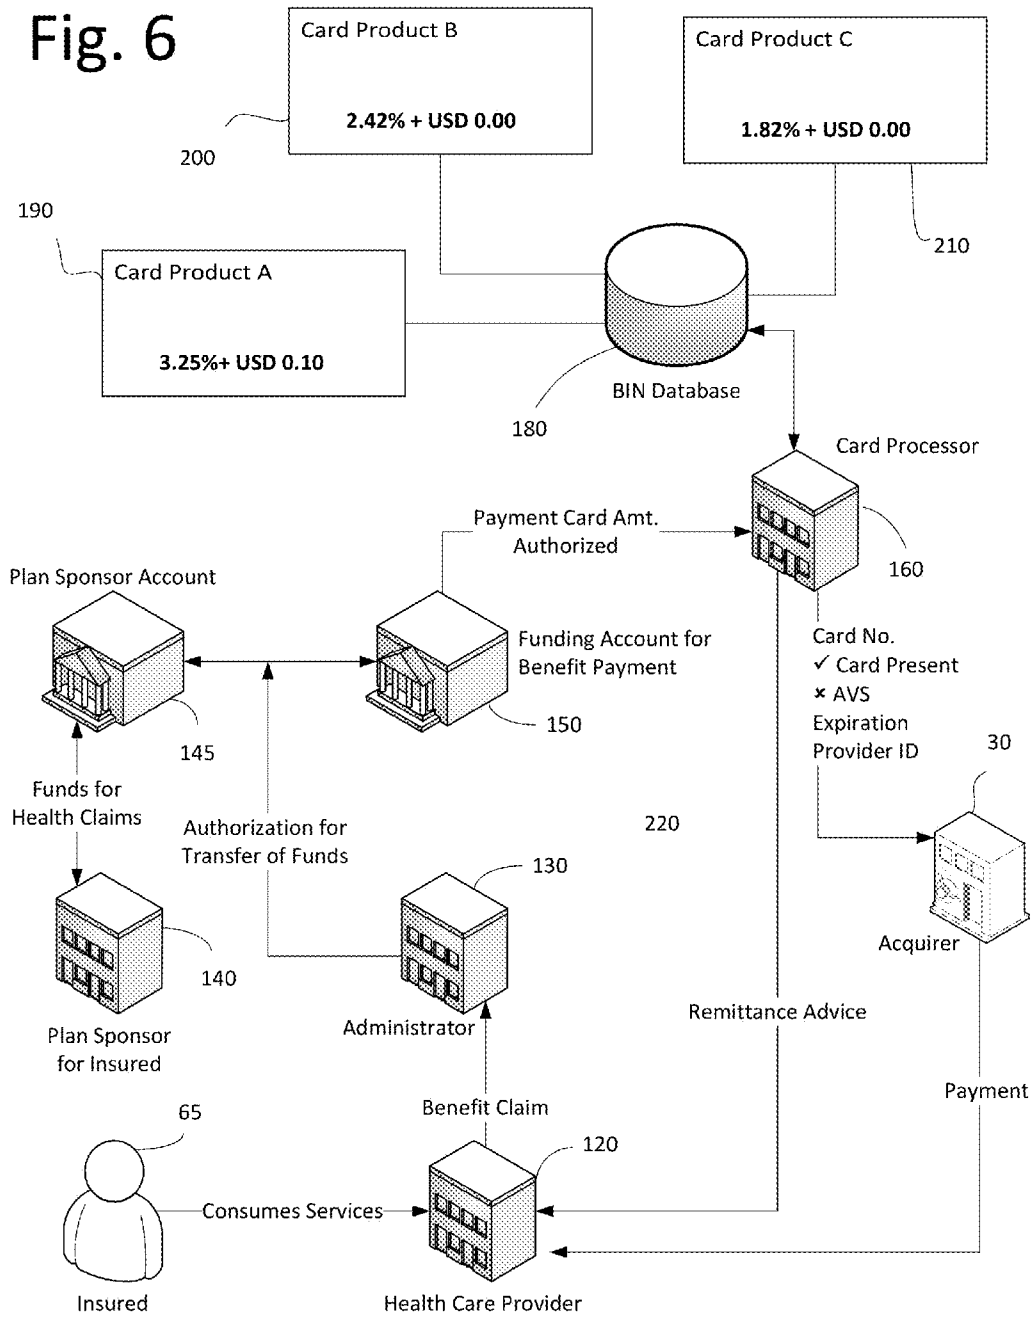 Fig. 6
Card Product B
2.42% + USD 0.00
200
Card Product C
1.82% + USD 0.00
210
190
Card Product A
3.25%+ USD 0.10
BIN Database
180
Card Processor
160
Payment Card Amt.
Authorized
Plan Sponsor Account
145
Funding Account for
Benefit Payment
150
Card No.
✓ Card Present
✘ AVS
Expiration
Provider ID
30
Acquirer
Funds for
Health Claims
Authorization for
Transfer of Funds
220
130
Administrator
140
Plan Sponsor
for Insured
Remittance Advice
Payment
Benefit Claim
65
120
Consumes Services
Insured
Health Care Provider